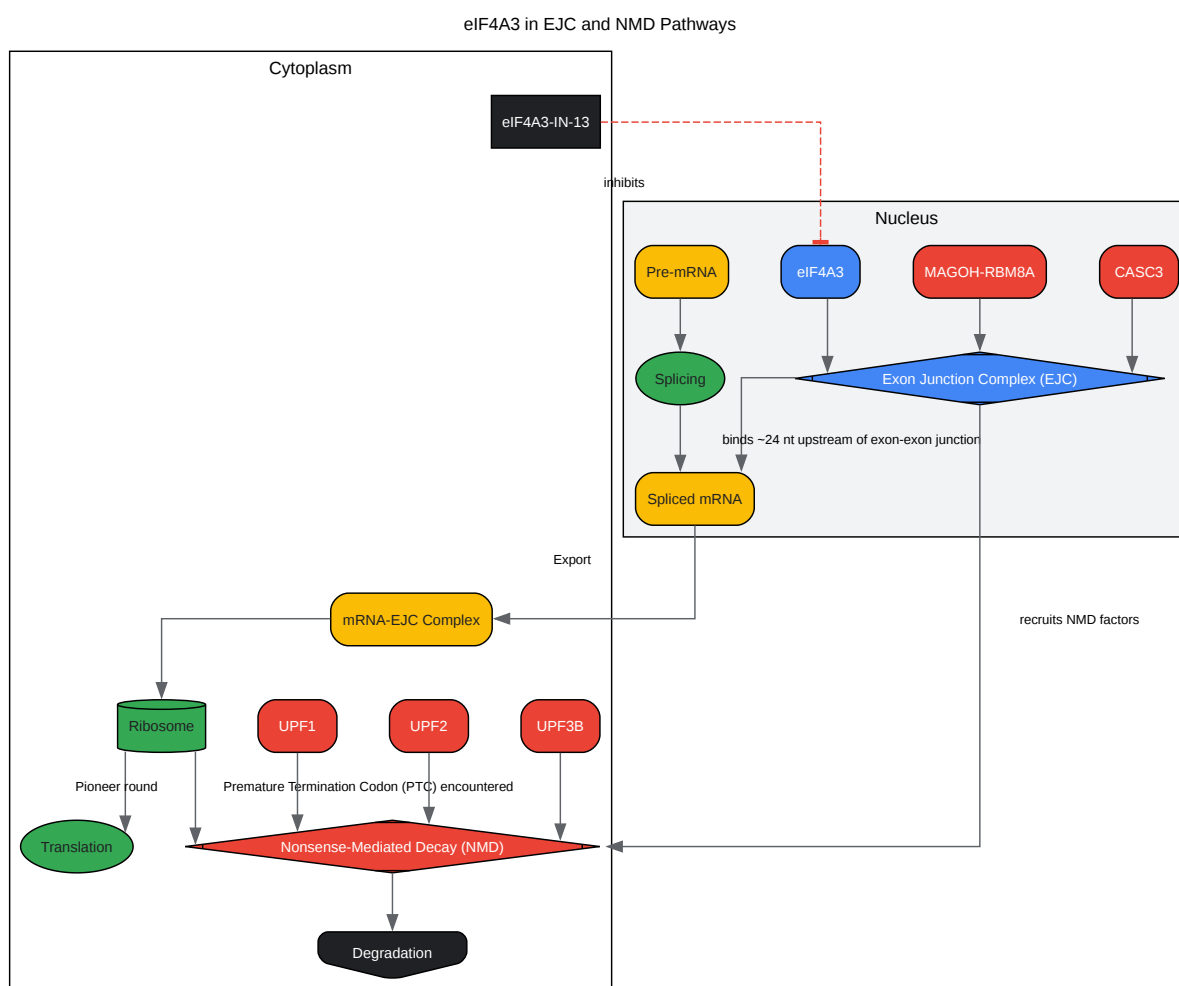 eIF4A3 in EJC and NMD Pathways
Cytoplasm
eIF4A3-IN-13
inhibits
Nucleus
Pre-mRNA
eIF4A3
MAGOH-RBM8A
CASC3
Splicing
Exon Junction Complex (EJC)
binds ~24 nt upstream of exon-exon junction
Spliced mRNA
Export
mRNA-EJC Complex
recruits NMD factors
Ribosome
UPF1
UPF2
UPF3B
Pioneer round
Premature Termination Codon (PTC) encountered
Translation
Nonsense-Mediated Decay (NMD)
Degradation